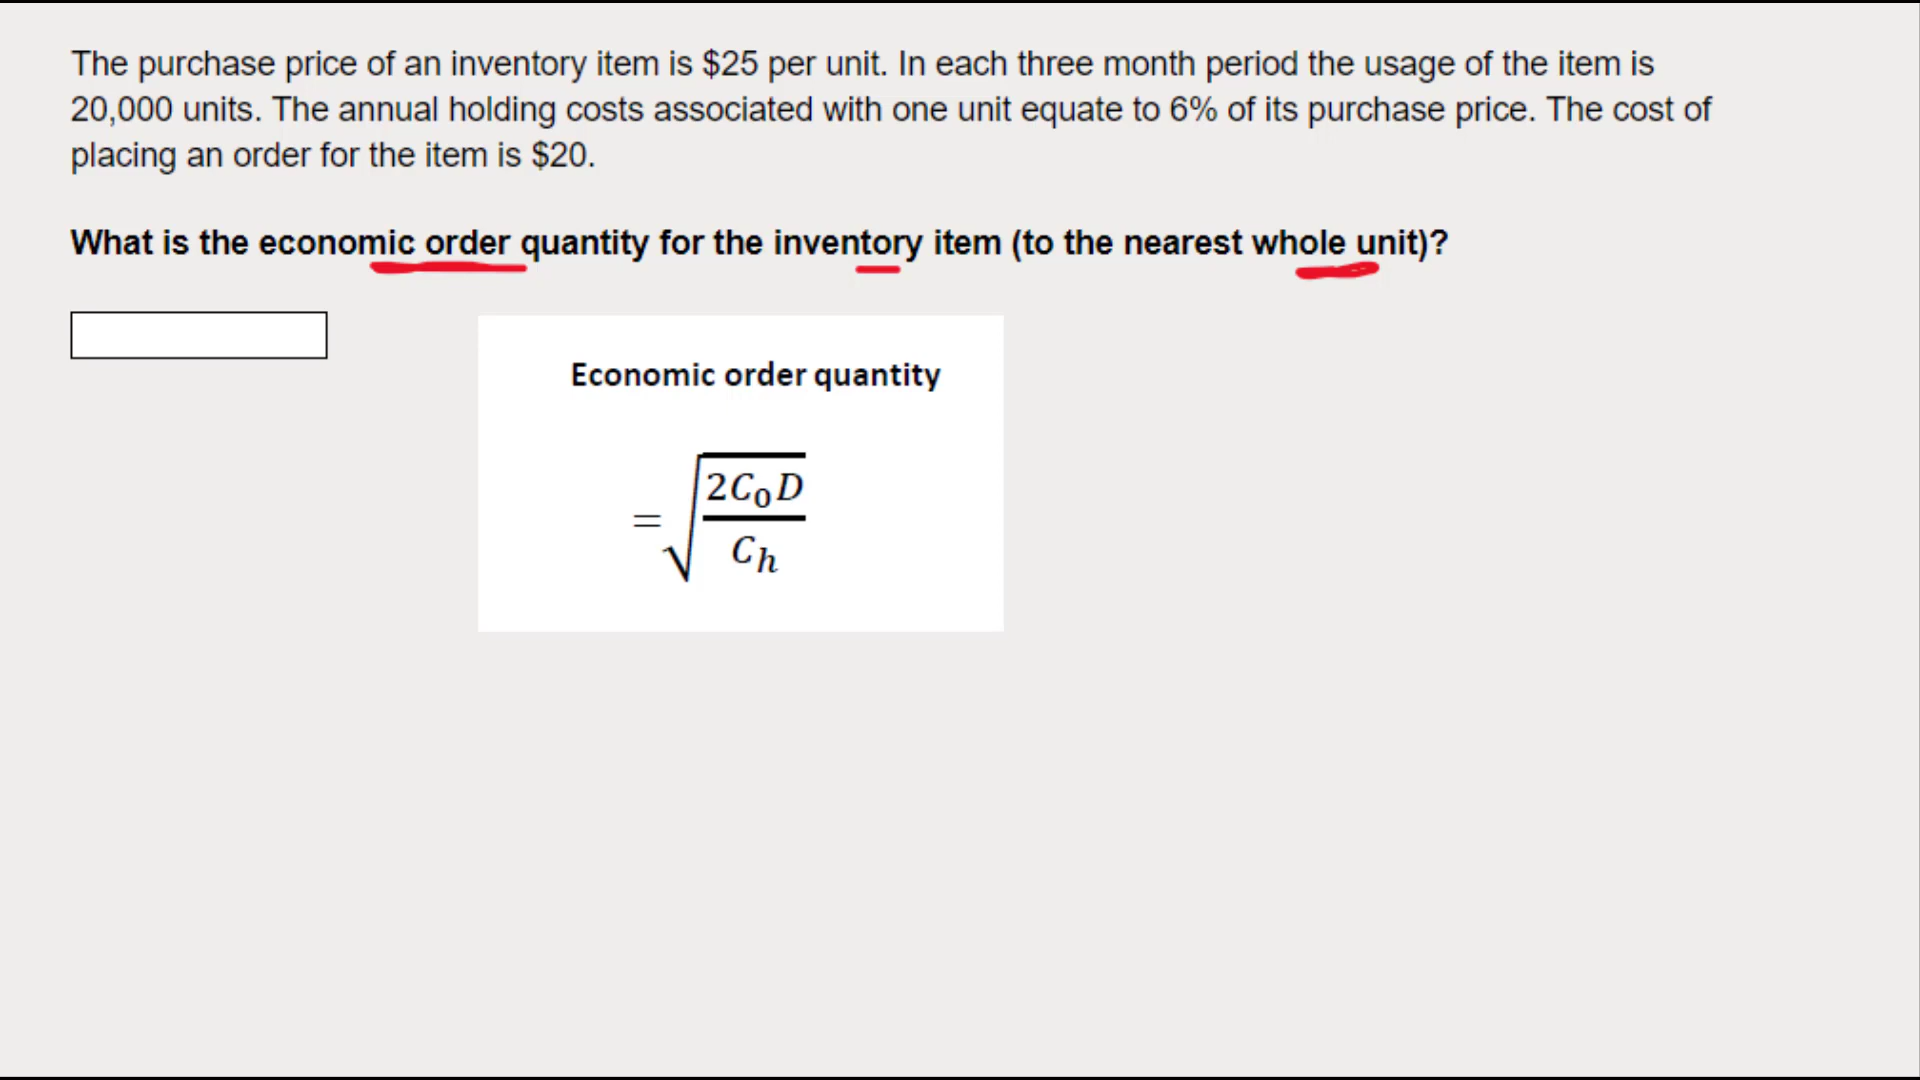 The purchase price of an inventory item is $25 per unit. In each three month period the usage of the item is
20,000 units. The annual holding costs associated with one unit equate to 6% of its purchase price. The cost of
placing an order for the item is $20.
What is the economic order quantity for the inventory item (to the nearest whole unit)?
Economic order quantity
= √(2C₀D / Cₕ)